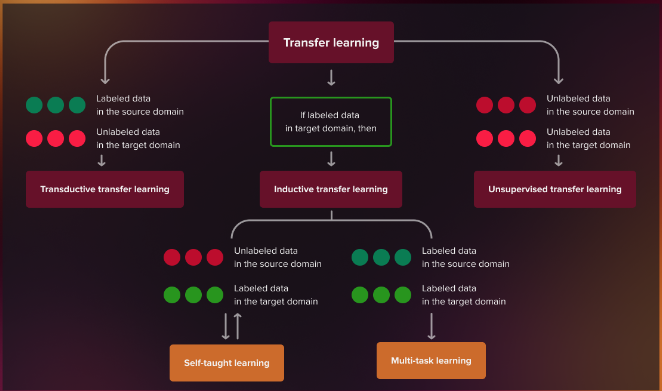 Transfer learning
Labeled data
in the source domain
Unlabeled data
in the target domain
Transductive transfer learning
If labeled data
in target domain, then
Inductive transfer learning
Unlabeled data
in the source domain
Unlabeled data
in the target domain
Unsupervised transfer learning
Unlabeled data
in the source domain
Labeled data
in the target domain
Self-taught learning
Labeled data
in the source domain
Labeled data
in the target domain
Multi-task learning